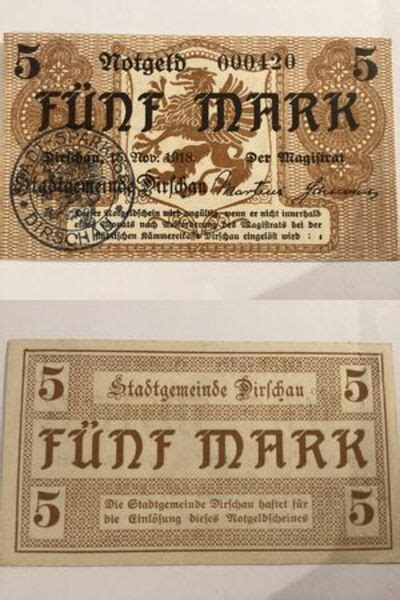 5 Notgeld 000420 5
FÜNF MARK
Dirschau, 15. Nov. 1918. Der Magistrat
Stadtgemeinde Dirschau
Dieser Notgeldschein wird ungültig, wenn er nicht innerhalb
eines Monats nach Aufforderung des Magistrats bei der
städtischen Kämmereikasse Dirschau eingelöst wird
DIRSCHAU
5 Stadtgemeinde Dirschau 5
FÜNF MARK
5 Die Stadtgemeinde Dirschau haftet für 5
die Einlösung dieses Notgeldscheines